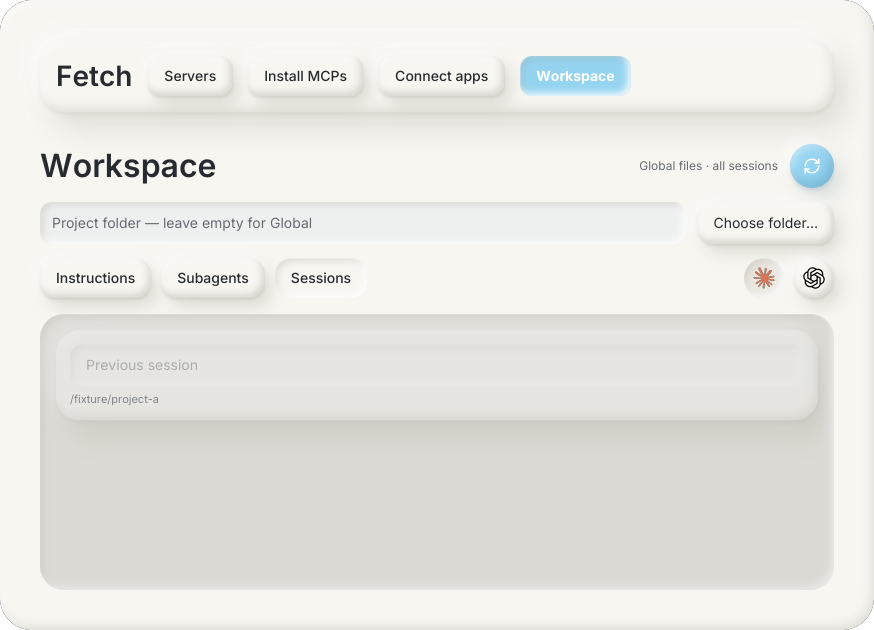 Fetch
Servers
Install MCPs
Connect apps
Workspace
Workspace
Global files · all sessions
Project folder — leave empty for Global
Choose folder...
Instructions
Subagents
Sessions
Previous session
/fixture/project-a